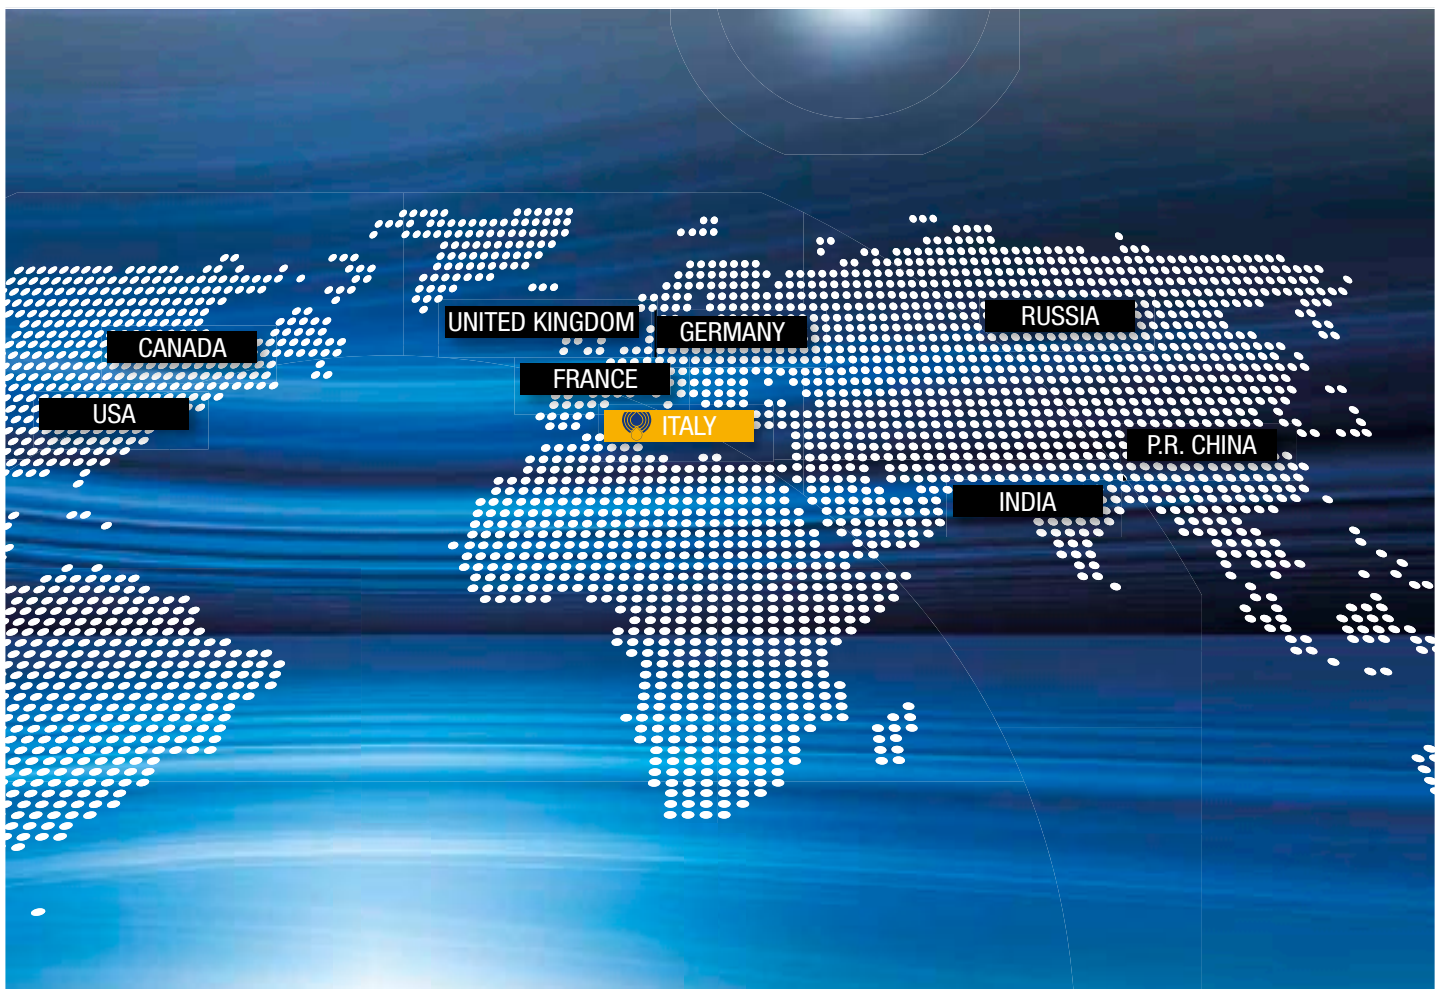 UNITED KINGDOM
GERMANY
RUSSIA
CANADA
FRANCE
USA
ITALY
P.R. CHINA
INDIA